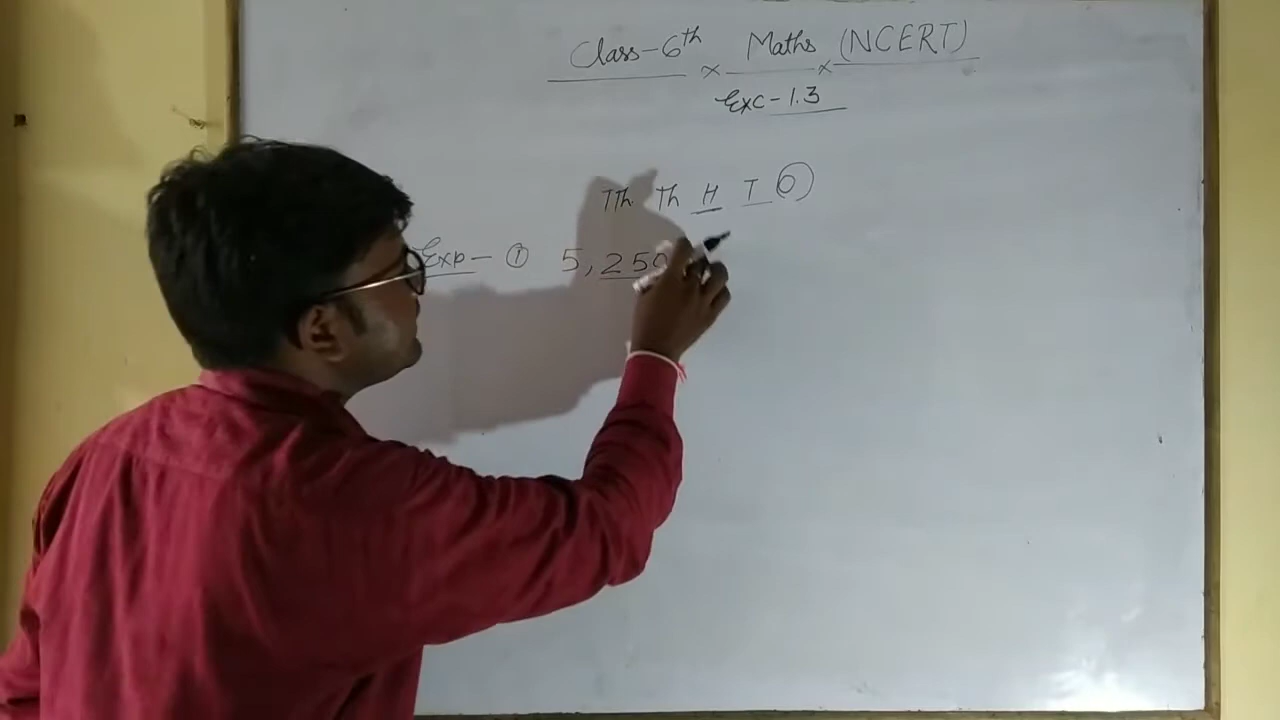 Class-6th Maths (NCERT)
Exc-1.3
TTh Th H T O
Exp- ① 5,250